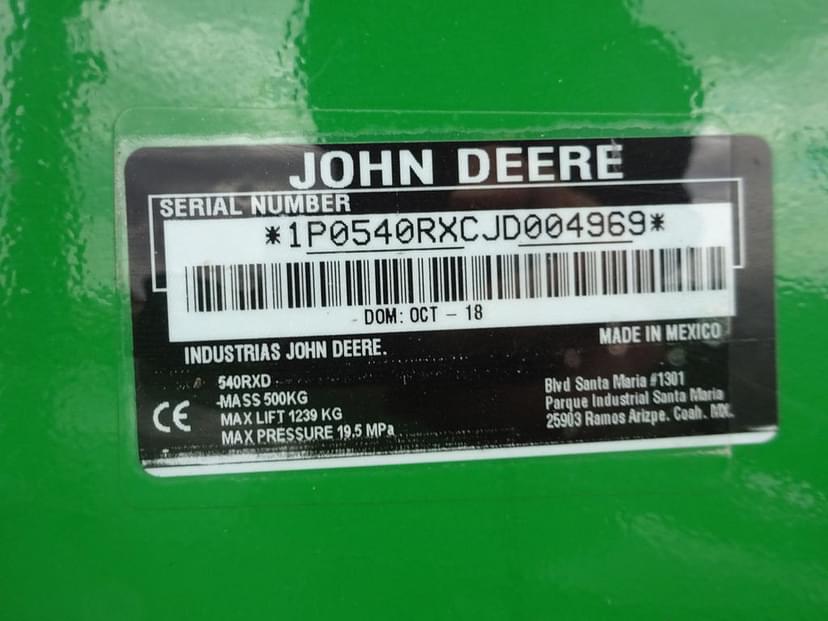 JOHN DEERE
SERIAL NUMBER
*1P0540RXCJD004969*
DOM: OCT - 18
INDUSTRIAS JOHN DEERE.
MADE IN MEXICO
540RXD
MASS 500KG
MAX LIFT 1239 KG
MAX PRESSURE 19.5 MPa
CE
Blvd Santa Maria #1301
Parque Industrial Santa Maria
25903 Ramos Arizpe. Coah. MX.